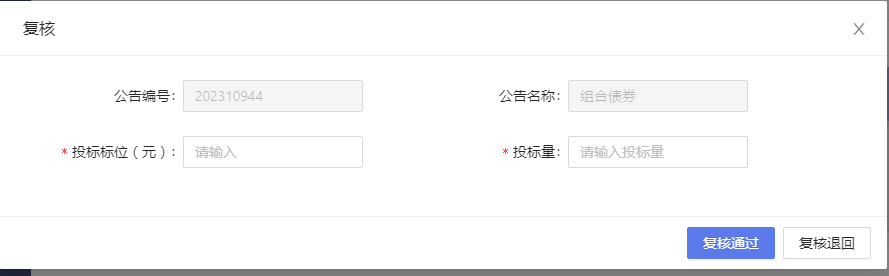 复核
公告编号: 202310944 公告名称: 组合债券
* 投标标位（元）: 请输入 * 投标量: 请输入投标量
复核通过 复核退回